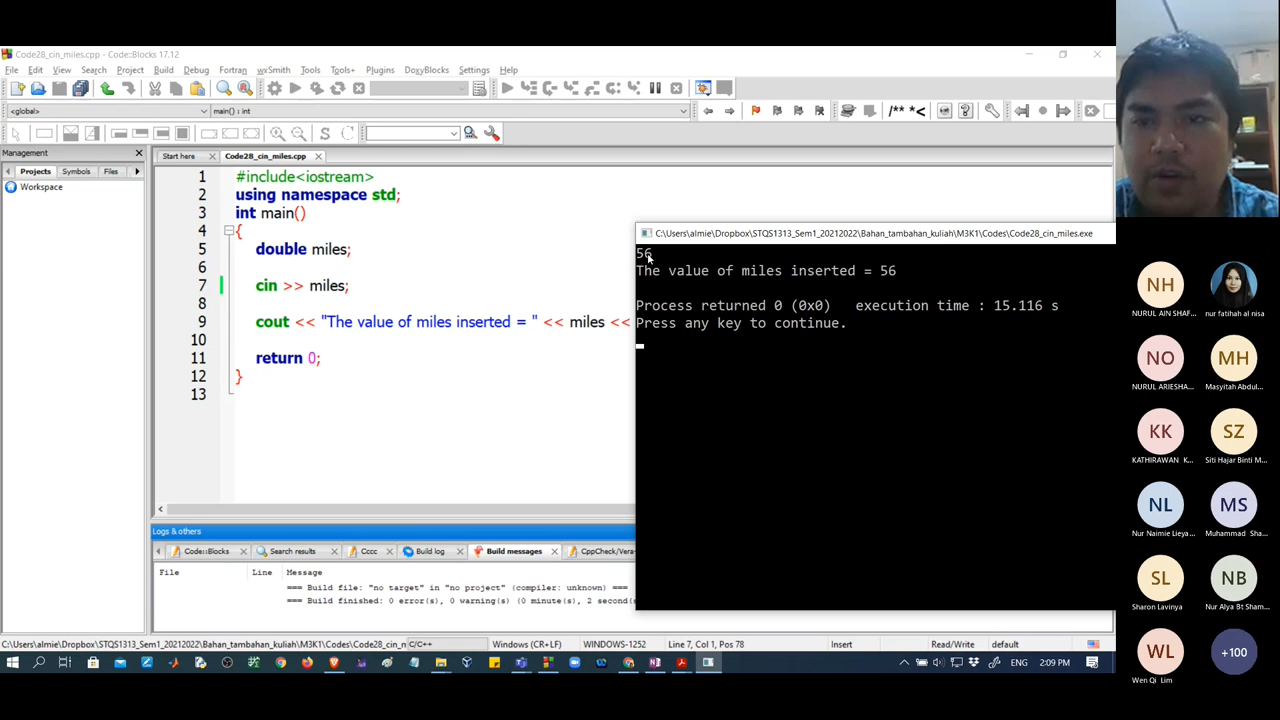 Code28_cin_miles.cpp - Code::Blocks 17.12
File Edit View Search Project Build Debug Fortran wxSmith Tools Tools+ Plugins DoxyBlocks Settings Help
<global>
main() : int
/** *<
Management
Projects Symbols Files
Workspace
Start here
Code28_cin_miles.cpp
1 #include<iostream>
2 using namespace std;
3 int main()
4 {
5 double miles;
6
7 cin >> miles;
8
9 cout << "The value of miles inserted = " << miles <<
10
11 return 0;
12 }
13
C:\Users\almie\Dropbox\STQS1313_Sem1_20212022\Bahan_tambahan_kuliah\M3K1\Codes\Code28_cin_miles.exe
56
The value of miles inserted = 56
Process returned 0 (0x0) execution time : 15.116 s
Press any key to continue.
Logs & others
Code::Blocks Search results Cccc Build log Build messages CppCheck/Vera
File Line Message
=== Build file: "no target" in "no project" (compiler: unknown) ===
=== Build finished: 0 error(s), 0 warning(s) (0 minute(s), 2 second(s
C:\Users\almie\Dropbox\STQS1313_Sem1_20212022\Bahan_tambahan_kuliah\M3K1\Codes\Code28_cin_n C/C++ Windows (CR+LF) WINDOWS-1252 Line 7, Col 1, Pos 78 Insert Read/Write default
ENG 2:09 PM
NH
NURUL AIN SHAF...
nur fatihah al nisa
NO
NURUL ARIESHA...
MH
Masyitah Abdul...
KK
KATHIRAWAN K...
SZ
Siti Hajar Binti M...
NL
Nur Naimie Lieya...
MS
Muhammad Sha...
SL
Sharon Lavinya
NB
Nur Alya Bt Sham...
WL
Wen Qi Lim
+100